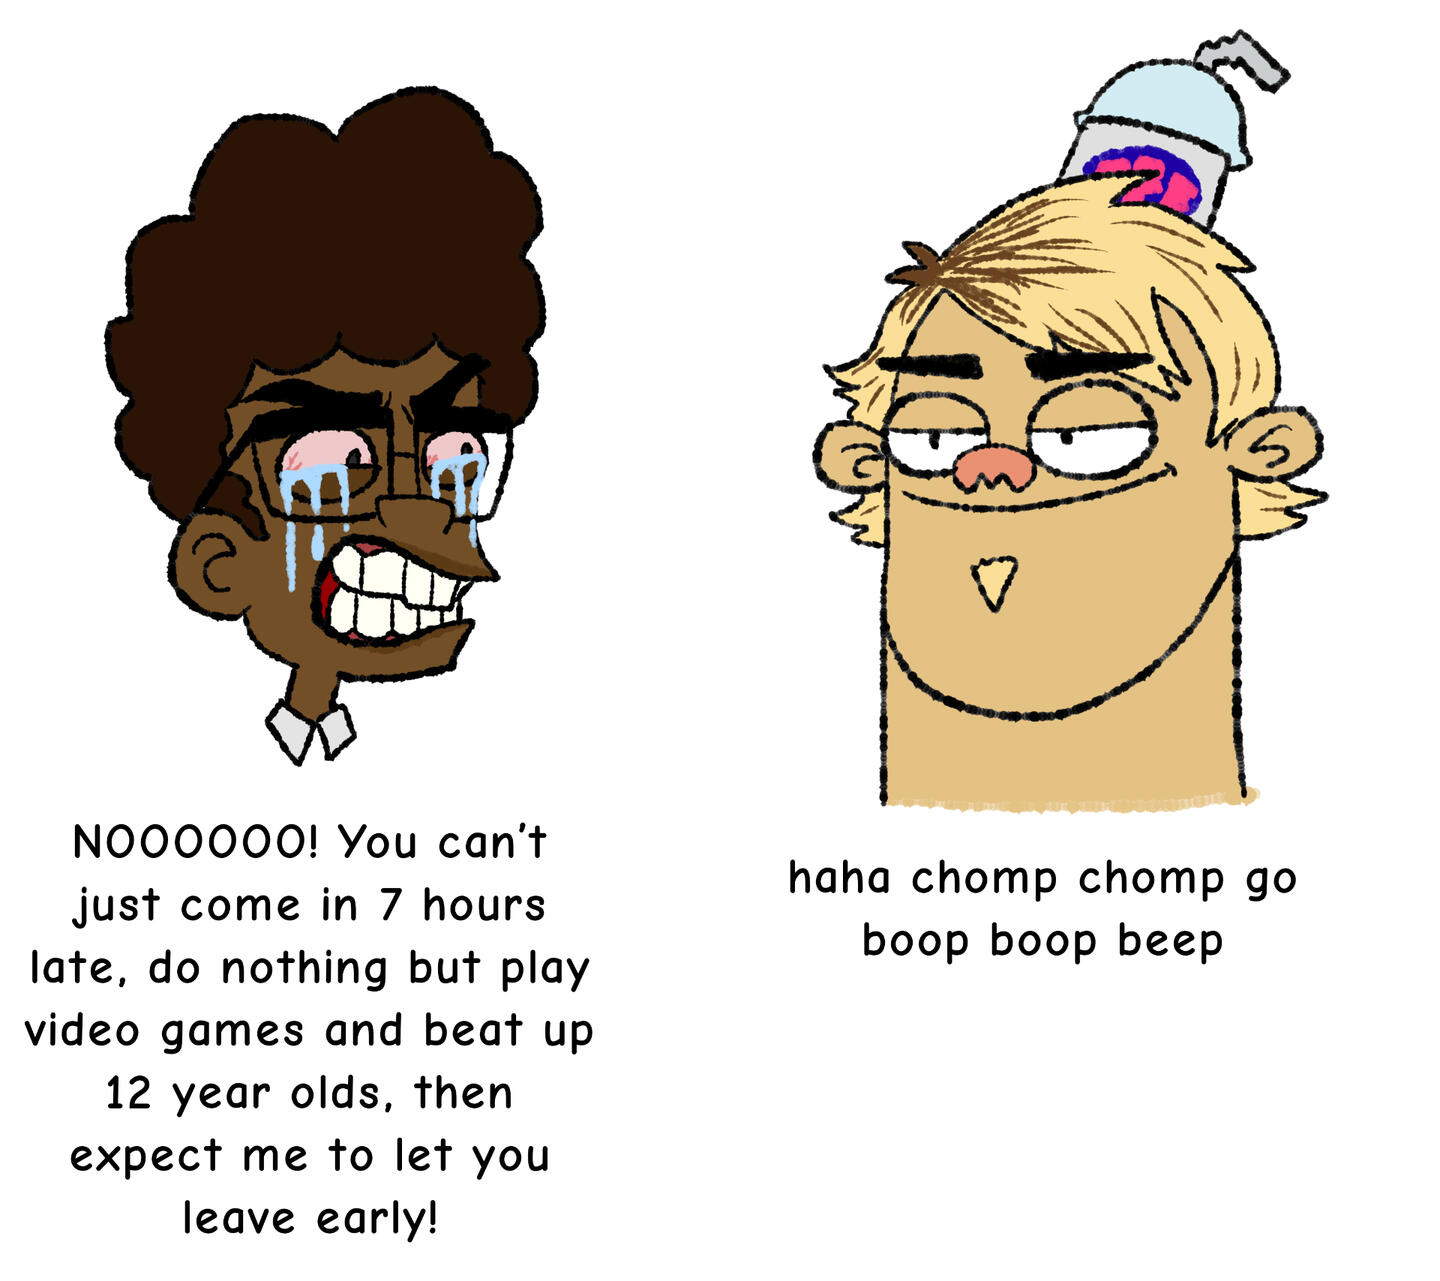 NOOOOOO! You can't
just come in 7 hours
late, do nothing but play
video games and beat up
12 year olds, then
expect me to let you
leave early!
haha chomp chomp go
boop boop beep